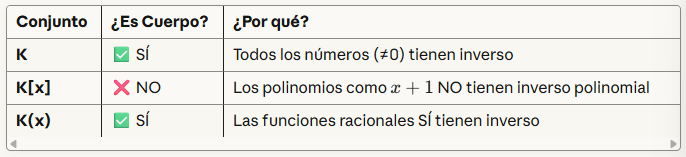 Conjunto ¿Es Cuerpo? ¿Por qué?
K ✅ SÍ Todos los números (≠0) tienen inverso
K[x] ❌ NO Los polinomios como x + 1 NO tienen inverso polinomial
K(x) ✅ SÍ Las funciones racionales SÍ tienen inverso